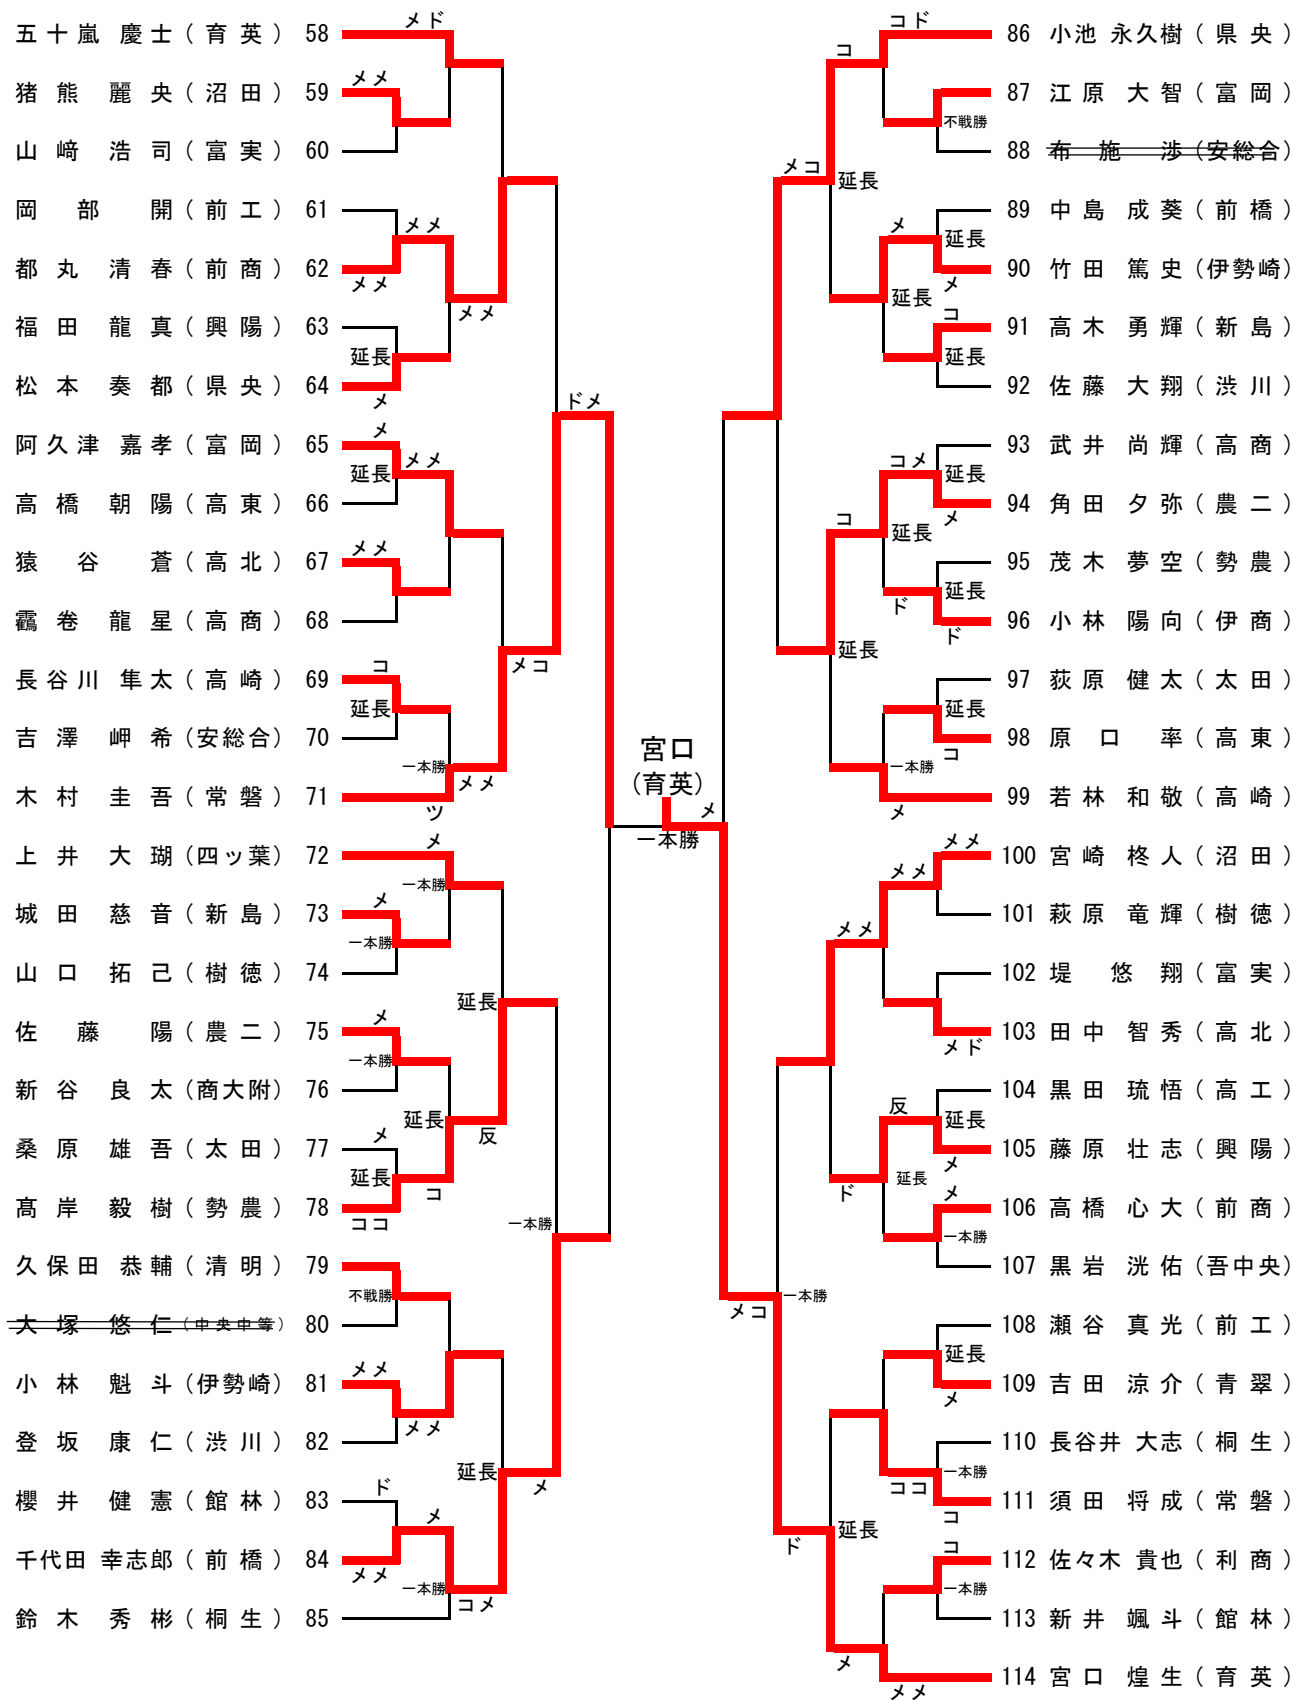 五十嵐 慶士 ( 育 英 ) 58
猪 熊 麗 央 ( 沼 田 ) 59
山 﨑 浩 司 ( 富 実 ) 60
岡 部 開 ( 前 工 ) 61
都 丸 清 春 ( 前 商 ) 62
福 田 龍 真 ( 興 陽 ) 63
松 本 奏 都 ( 県 央 ) 64
阿久津 嘉孝 ( 富 岡 ) 65
高 橋 朝 陽 ( 高 東 ) 66
猿 谷 蒼 ( 高 北 ) 67
靍 巻 龍 星 ( 高 商 ) 68
長谷川 隼太 ( 高 崎 ) 69
吉 澤 岬 希 (安総合) 70
木 村 圭 吾 ( 常 磐 ) 71
上 井 大 瑚 (四ッ葉) 72
城 田 慈 音 ( 新 島 ) 73
山 口 拓 己 ( 樹 徳 ) 74
佐 藤 陽 ( 農 二 ) 75
新 谷 良 太 (商大附) 76
桑 原 雄 吾 ( 太 田 ) 77
髙 岸 毅 樹 ( 勢 農 ) 78
久保田 恭輔 ( 清 明 ) 79
大 塚 悠 仁 (中央中等) 80
小 林 魁 斗 (伊勢崎) 81
登 坂 康 仁 ( 渋 川 ) 82
櫻 井 健 憲 ( 館 林 ) 83
千代田 幸志郎 ( 前 橋 ) 84
鈴 木 秀 彬 ( 桐 生 ) 85
メド
メメ
メメ
メメ
メメ
延長
メ
メ
延長
メメ
メメ
コ
延長
一本勝
メメ
ツ
メコ
ドメ
メ
一本勝
メ
一本勝
延長
メ
一本勝
延長
反
メ
延長
コ
ココ
一本勝
不戦勝
メメ
メメ
延長
メ
ド
メ
メメ
一本勝
コメ
宮口
(育英)
メ
一本勝
コド
コ
不戦勝
メコ
延長
メ
延長
メ
延長
コ
延長
コメ
延長
メ
コ
延長
延長
ド
ド
延長
延長
コ
一本勝
メ
メメ
メメ
メメ
メド
反
延長
メ
ド
延長
メ
一本勝
メコ
一本勝
延長
メ
一本勝
ココ
コ
ド
延長
コ
一本勝
メ
メメ
86 小池 永久樹 ( 県 央 )
87 江 原 大 智 ( 富 岡 )
88 布 施 渉 (安総合)
89 中 島 成 葵 ( 前 橋 )
90 竹 田 篤 史 (伊勢崎)
91 高 木 勇 輝 ( 新 島 )
92 佐 藤 大 翔 ( 渋 川 )
93 武 井 尚 輝 ( 高 商 )
94 角 田 夕 弥 ( 農 二 )
95 茂 木 夢 空 ( 勢 農 )
96 小 林 陽 向 ( 伊 商 )
97 荻 原 健 太 ( 太 田 )
98 原 口 率 ( 高 東 )
99 若 林 和 敬 ( 高 崎 )
100 宮 崎 柊 人 ( 沼 田 )
101 萩 原 竜 輝 ( 樹 徳 )
102 堤 悠 翔 ( 富 実 )
103 田 中 智 秀 ( 高 北 )
104 黒 田 琉 悟 ( 高 工 )
105 藤 原 壮 志 ( 興 陽 )
106 高 橋 心 大 ( 前 商 )
107 黒 岩 洸 佑 (吾中央)
108 瀬 谷 真 光 ( 前 工 )
109 吉 田 涼 介 ( 青 翠 )
110 長谷井 大志 ( 桐 生 )
111 須 田 将 成 ( 常 磐 )
112 佐々木 貴也 ( 利 商 )
113 新 井 颯 斗 ( 館 林 )
114 宮 口 煌 生 ( 育 英 )